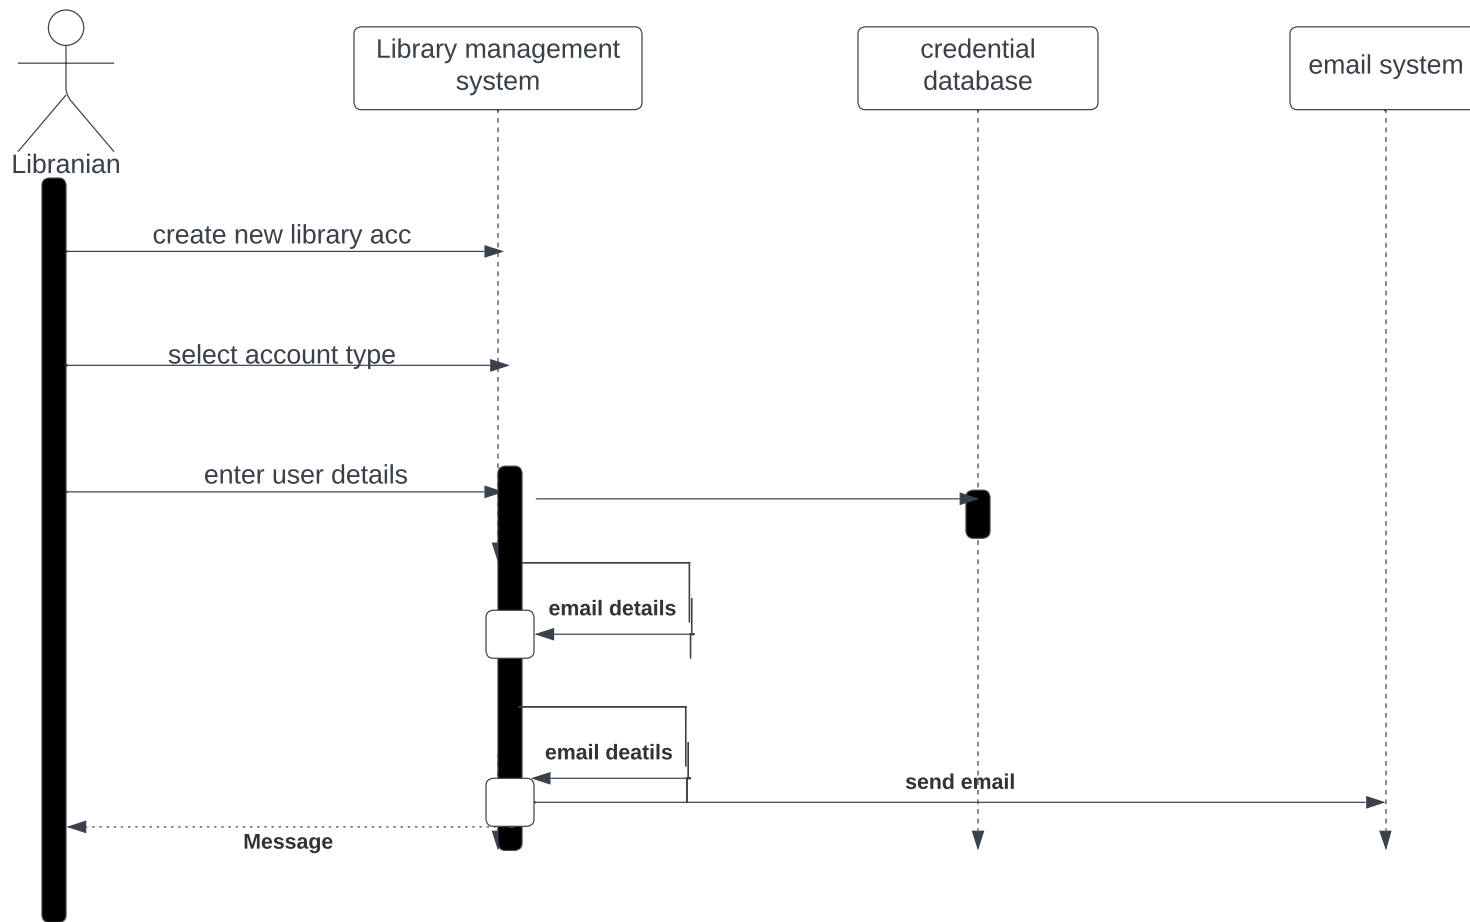 Library management
system
credential
database
email system
Libranian
create new library acc
select account type
enter user details
email details
email deatils
send email
Message